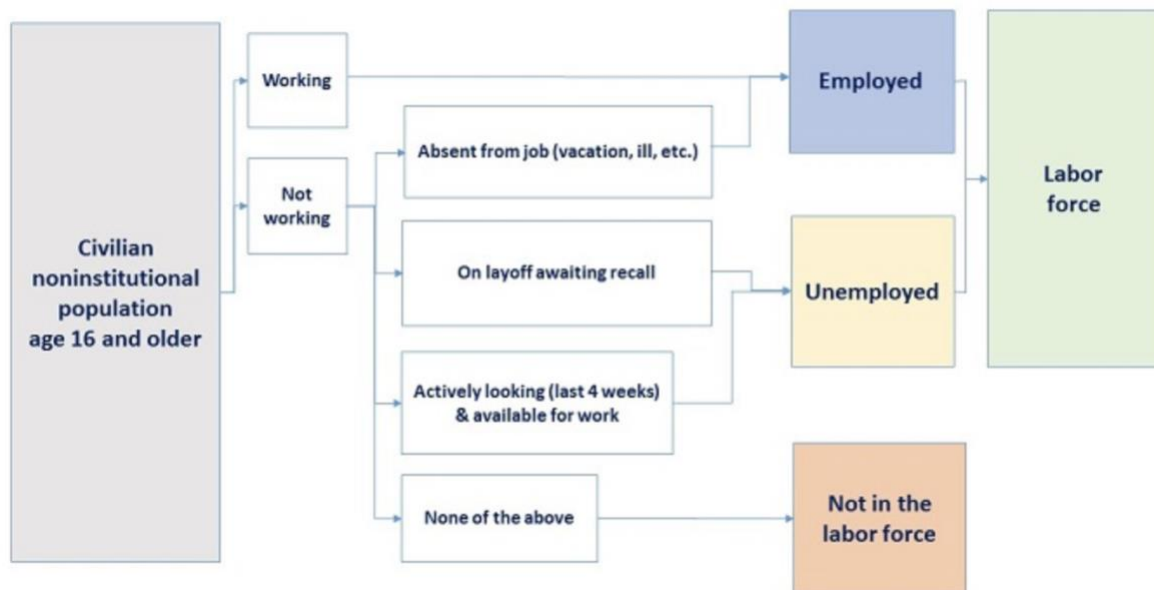 Civilian
noninstitutional
population
age 16 and older
Working
Not
working
Absent from job (vacation, ill, etc.)
On layoff awaiting recall
Actively looking (last 4 weeks)
& available for work
None of the above
Employed
Unemployed
Not in the
labor force
Labor
force